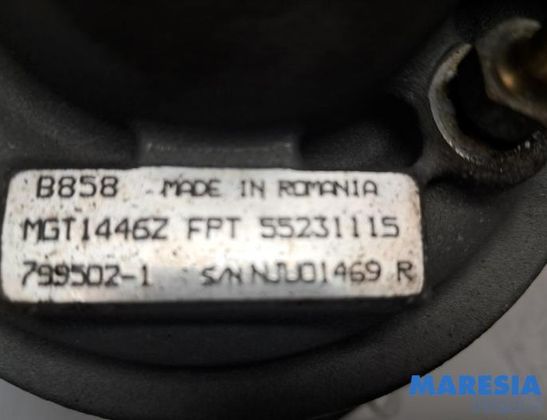 B858 MADE IN ROMANIA
MGT1446Z FPT 55231115
799502-1 S/N NJU01469 R
MARESIA